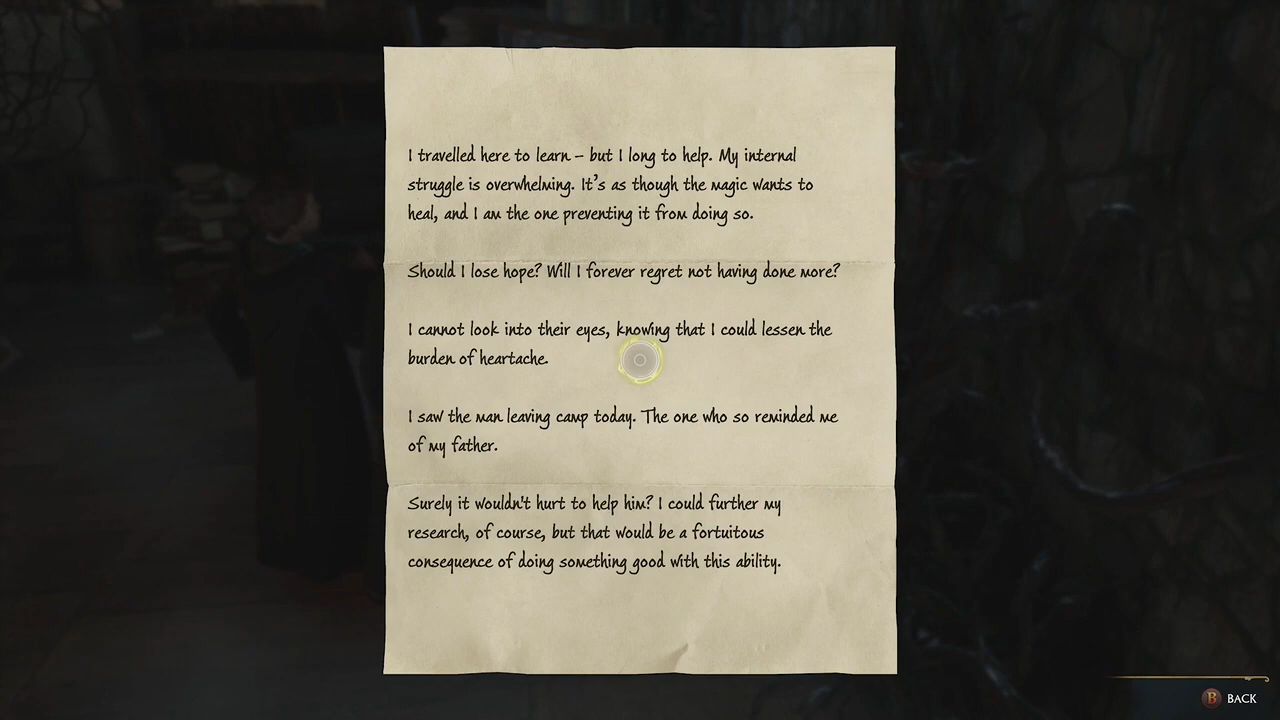 I travelled here to learn – but I long to help. My internal
struggle is overwhelming. It’s as though the magic wants to
heal, and I am the one preventing it from doing so.
Should I lose hope? Will I forever regret not having done more?
I cannot look into their eyes, knowing that I could lessen the
burden of heartache.
I saw the man leaving camp today. The one who so reminded me
of my father.
Surely it wouldn't hurt to help him? I could further my
research, of course, but that would be a fortuitous
consequence of doing something good with this ability.
B BACK